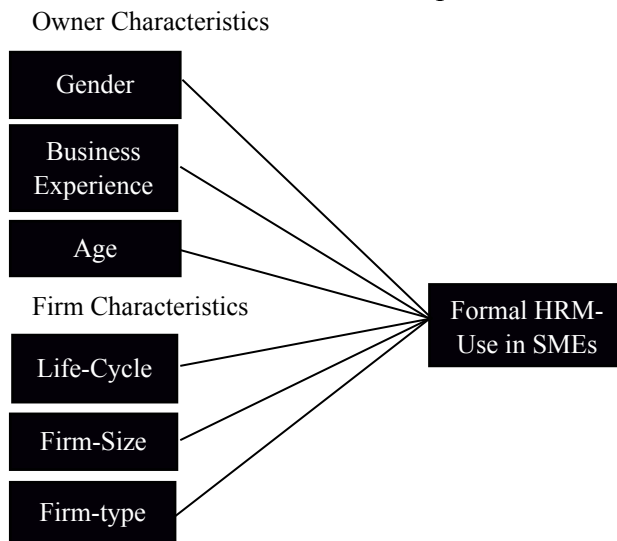 Owner Characteristics
Gender
Business
Experience
Age
Firm Characteristics
Life-Cycle
Firm-Size
Firm-type
Formal HRM-
Use in SMEs